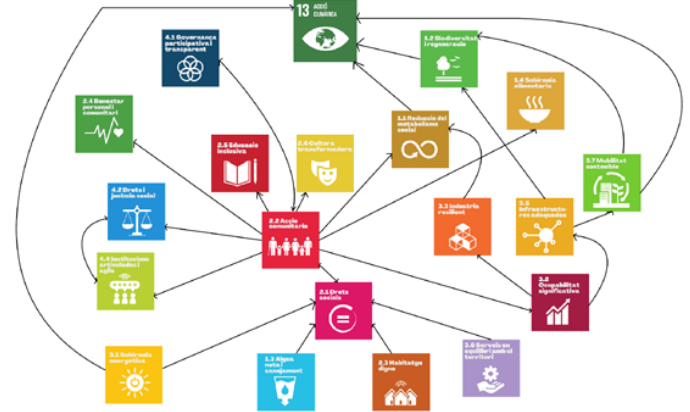 13 ACCIÓ
CLIMÀTICA
4.1 Governança
participativa i
transparent
1.2 Biodiversitat
i regeneració
1.4 Sobirania
alimentària
2.4 Benestar
personal i
comunitari
2.5 Educació
inclusiva
2.6 Cultura
transformadora
1.1 Reducció del
metabolisme
social
3.7 Mobilitat
sostenible
4.2 Drets i
justícia social
2.2 Acció
comunitària
3.3 Indústria
resilient
3.5
Infraestructu
res adequades
4.4 Institucions
articulades i
àgils
2.1 Drets
socials
3.2
Ocupabilitat
significativa
3.1 Sobirania
energètica
1.3 Aigua
neta i
sanejament
2.3 Habitatge
digne
3.6 Serveis en
equilibri amb el
territori